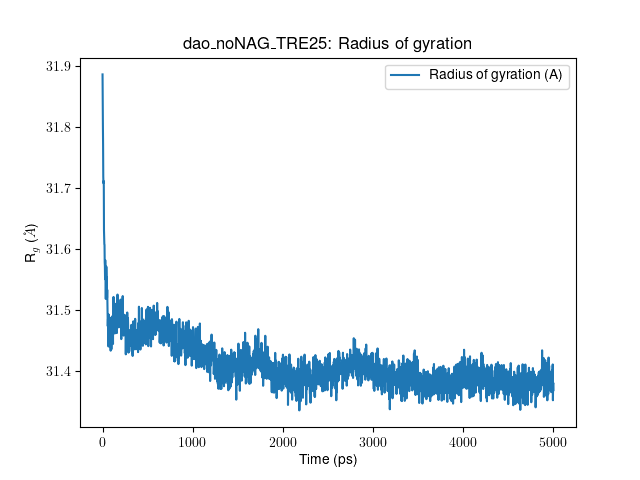 dao_noNAG_TRE25: Radius of gyration
Radius of gyration (A)
31.9
31.8
31.7
31.6
31.5
31.4
R_g (Å)
0 1000 2000 3000 4000 5000
Time (ps)